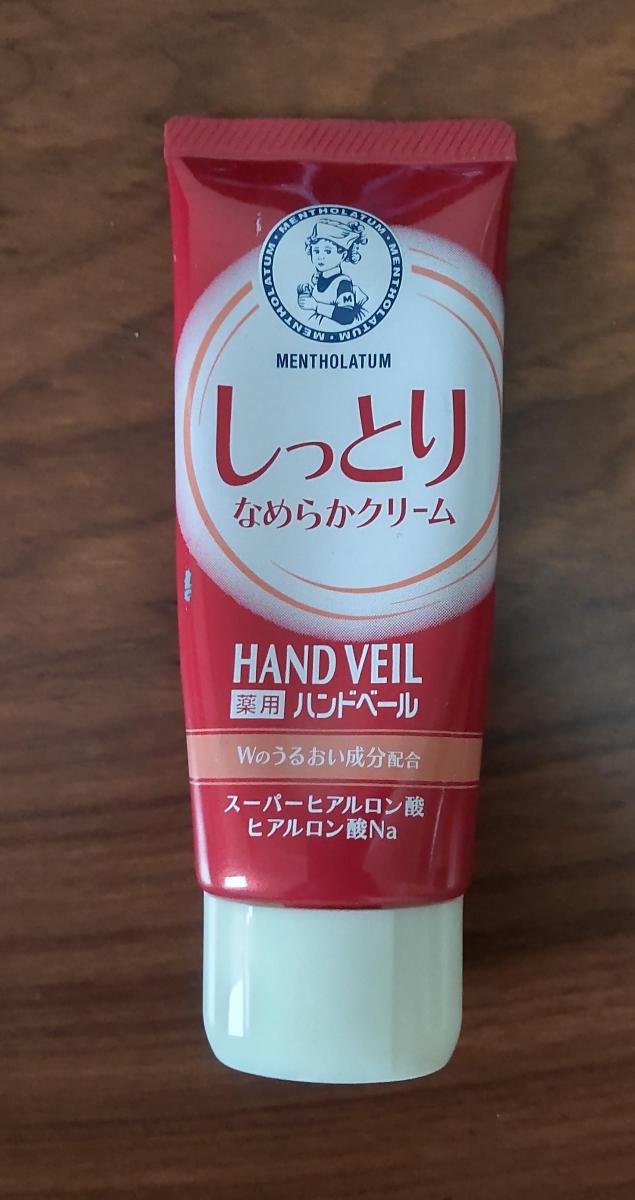 MENTHOLATUM • MENTHOLATUM • MENTHOLATUM • MENTHOLATUM •
M
MENTHOLATUM
しっとり
なめらかクリーム
HAND VEIL
薬用 ハンドベール
Wのうるおい成分配合
スーパーヒアルロン酸
ヒアルロン酸Na